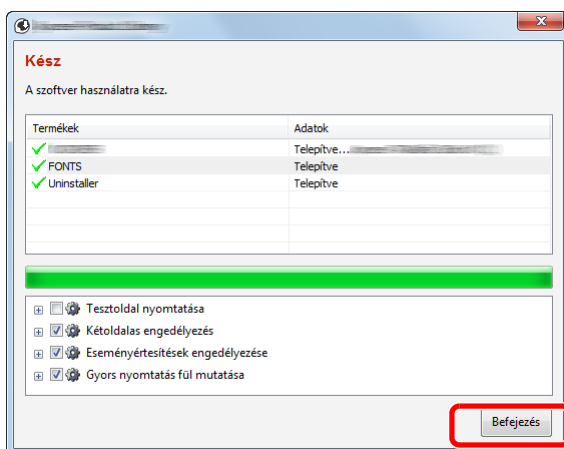 Kész
A szoftver használatra kész.
Termékek Adatok
Telepítve...
FONTS Telepítve
Uninstaller Telepítve
Tesztoldal nyomtatása
Kétoldalas engedélyezés
Eseményértesítések engedélyezése
Gyors nyomtatás fül mutatása
Befejezés